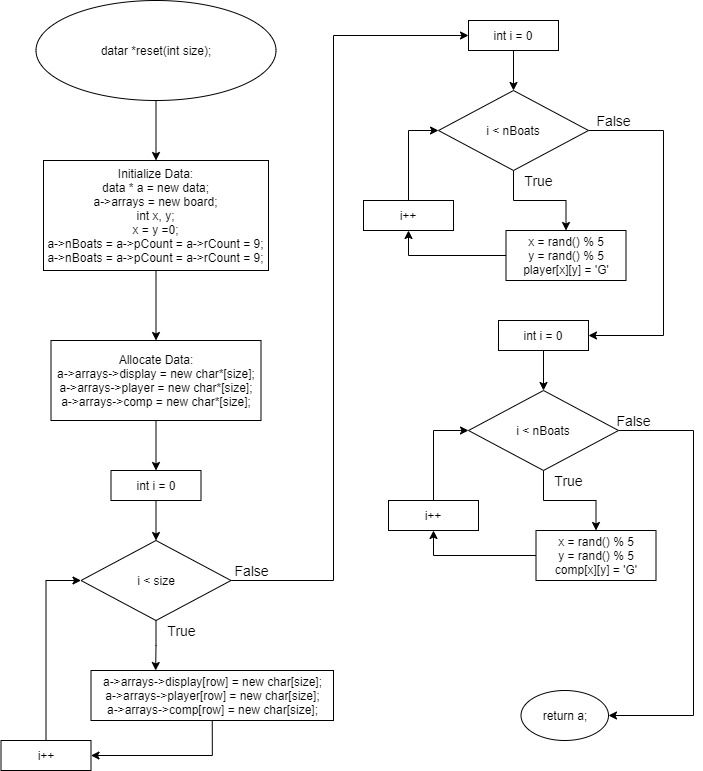 datar *reset(int size);
Initialize Data:
data * a = new data;
a->arrays = new board;
int x, y;
x = y =0;
a->nBoats = a->pCount = a->rCount = 9;
a->nBoats = a->pCount = a->rCount = 9;
Allocate Data:
a->arrays->display = new char*[size];
a->arrays->player = new char*[size];
a->arrays->comp = new char*[size];
int i = 0
i < size
False
True
a->arrays->display[row] = new char[size];
a->arrays->player[row] = new char[size];
a->arrays->comp[row] = new char[size];
i++
int i = 0
i < nBoats
False
True
i++
x = rand() % 5
y = rand() % 5
player[x][y] = 'G'
int i = 0
i < nBoats
False
True
i++
x = rand() % 5
y = rand() % 5
comp[x][y] = 'G'
return a;